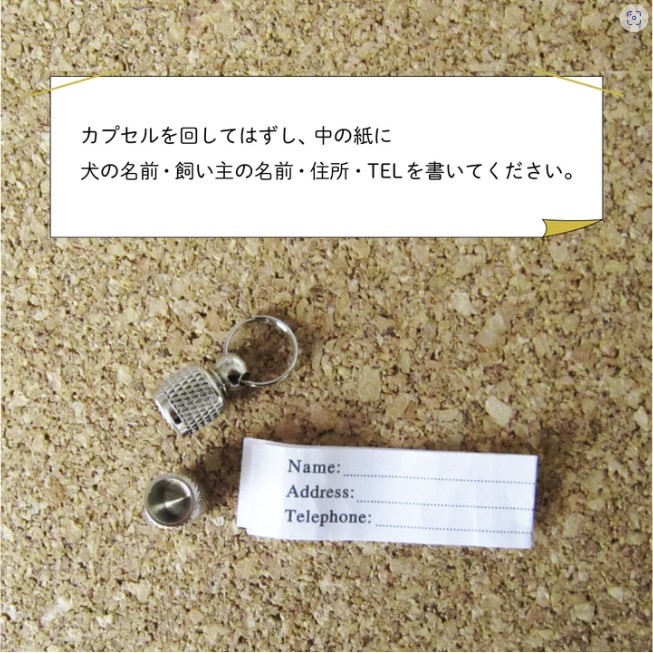 カプセルを回してはずし、中の紙に
犬の名前・飼い主の名前・住所・TELを書いてください。
Name:
Address:
Telephone: